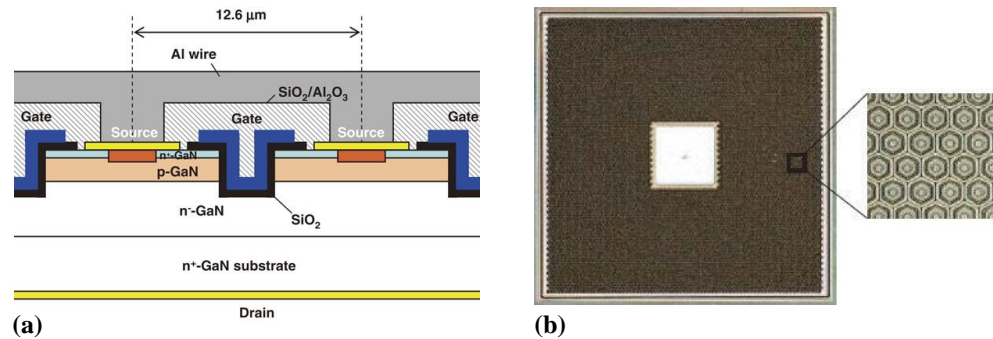 12.6 μm
Al wire
SiO₂/Al₂O₃
Gate
Source
Gate
Source
Gate
n⁺-GaN
p-GaN
n⁻-GaN
SiO₂
n⁺-GaN substrate
Drain
(a)
(b)